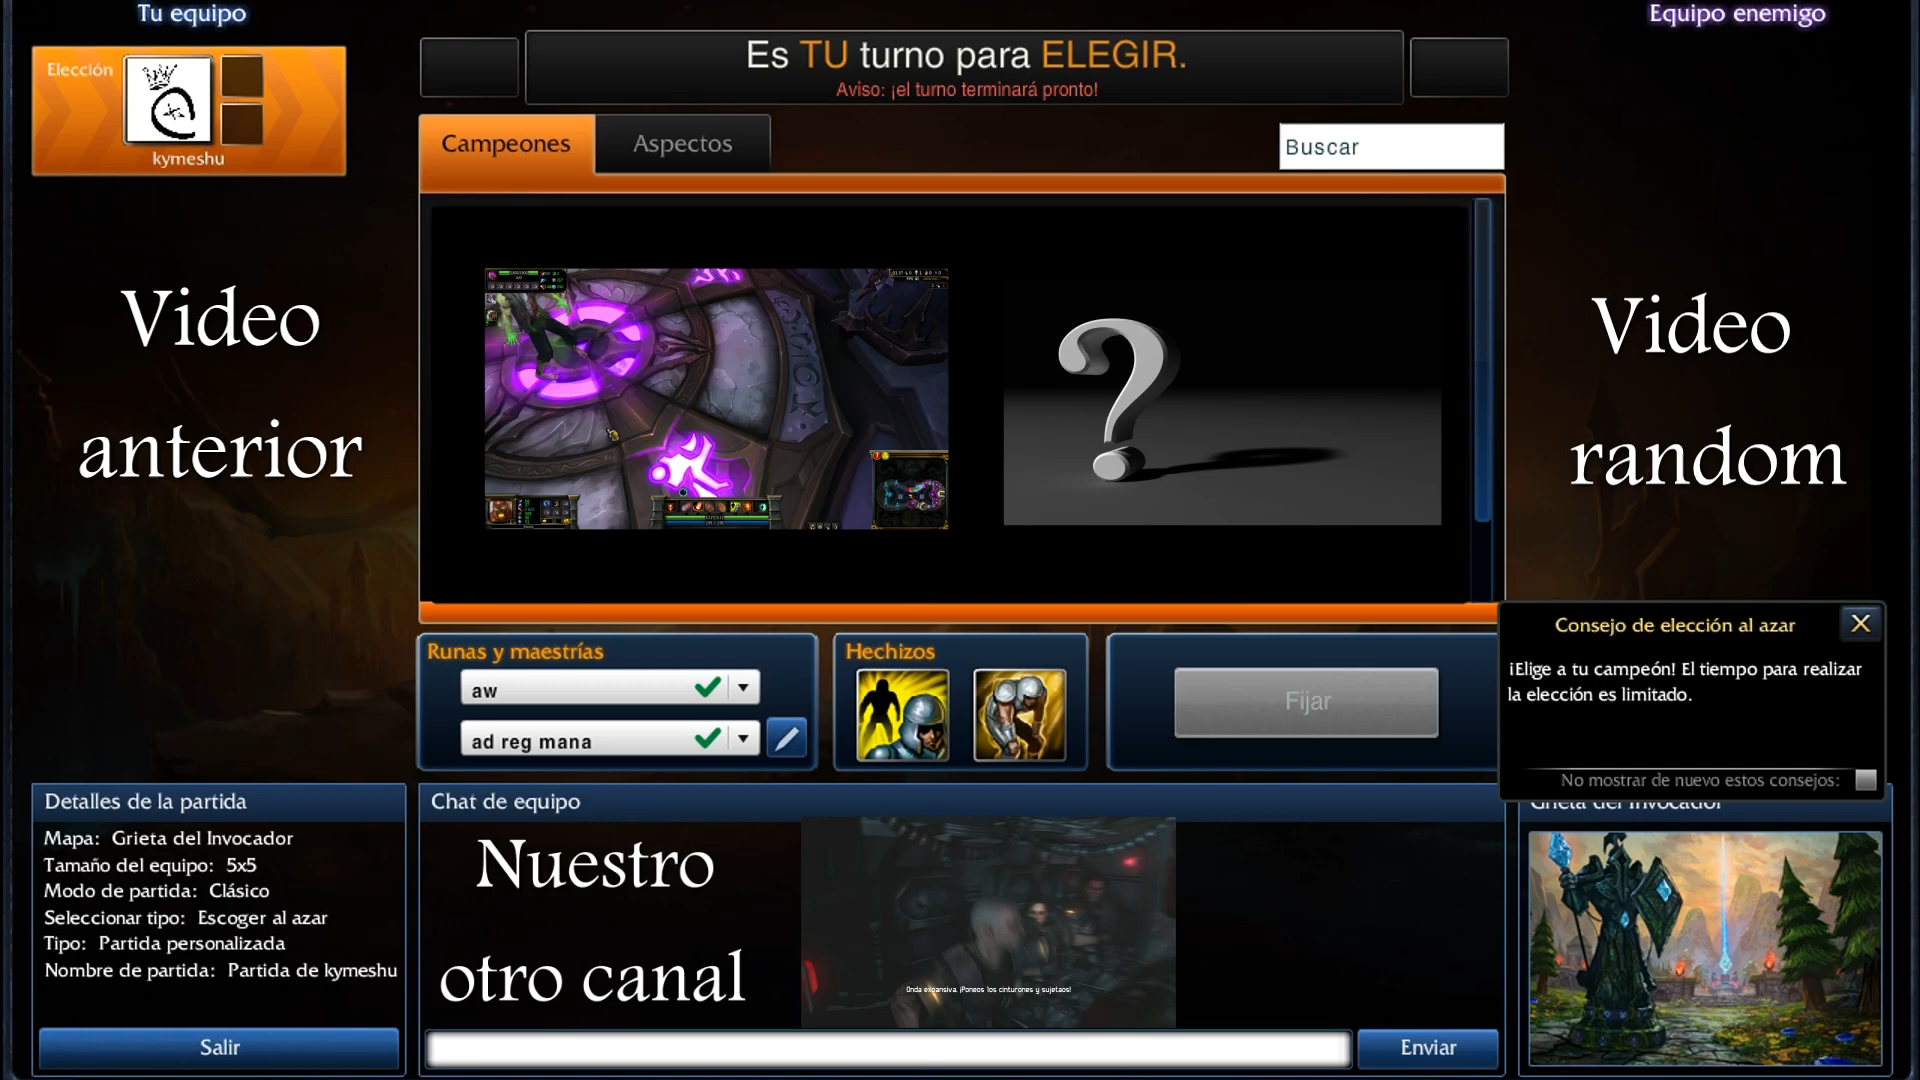 Tu equipo
Equipo enemigo
Elección
kymeshu
Es TU turno para ELEGIR.
Aviso: ¡el turno terminará pronto!
Campeones
Aspectos
Buscar
Video
anterior
Video
random
Runas y maestrías
aw
ad reg mana
Hechizos
Fijar
Consejo de elección al azar
X
¡Elige a tu campeón! El tiempo para realizar
la elección es limitado.
No mostrar de nuevo estos consejos:
Detalles de la partida
Mapa: Grieta del Invocador
Tamaño del equipo: 5x5
Modo de partida: Clásico
Seleccionar tipo: Escoger al azar
Tipo: Partida personalizada
Nombre de partida: Partida de kymeshu
Salir
Chat de equipo
Nuestro
otro canal
Onda expansiva. ¡Poneos los cinturones y sujetaos!
Enviar
Grieta del Invocador